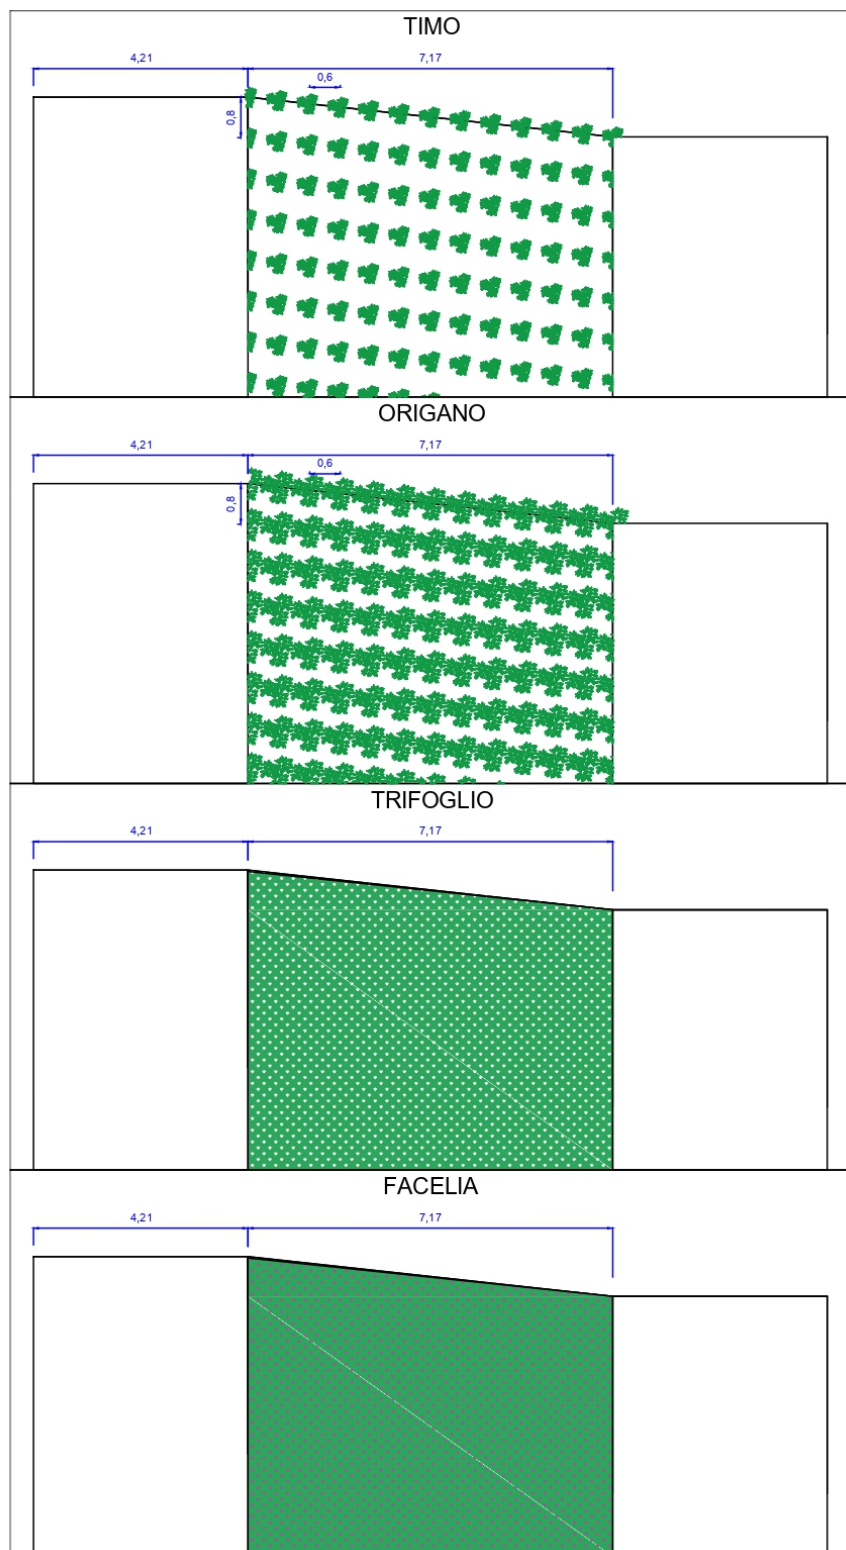 TIMO
4,21 7,17
0,6
0,8
ORIGANO
4,21 7,17
0,6
0,8
TRIFOGLIO
4,21 7,17
FACELIA
4,21 7,17